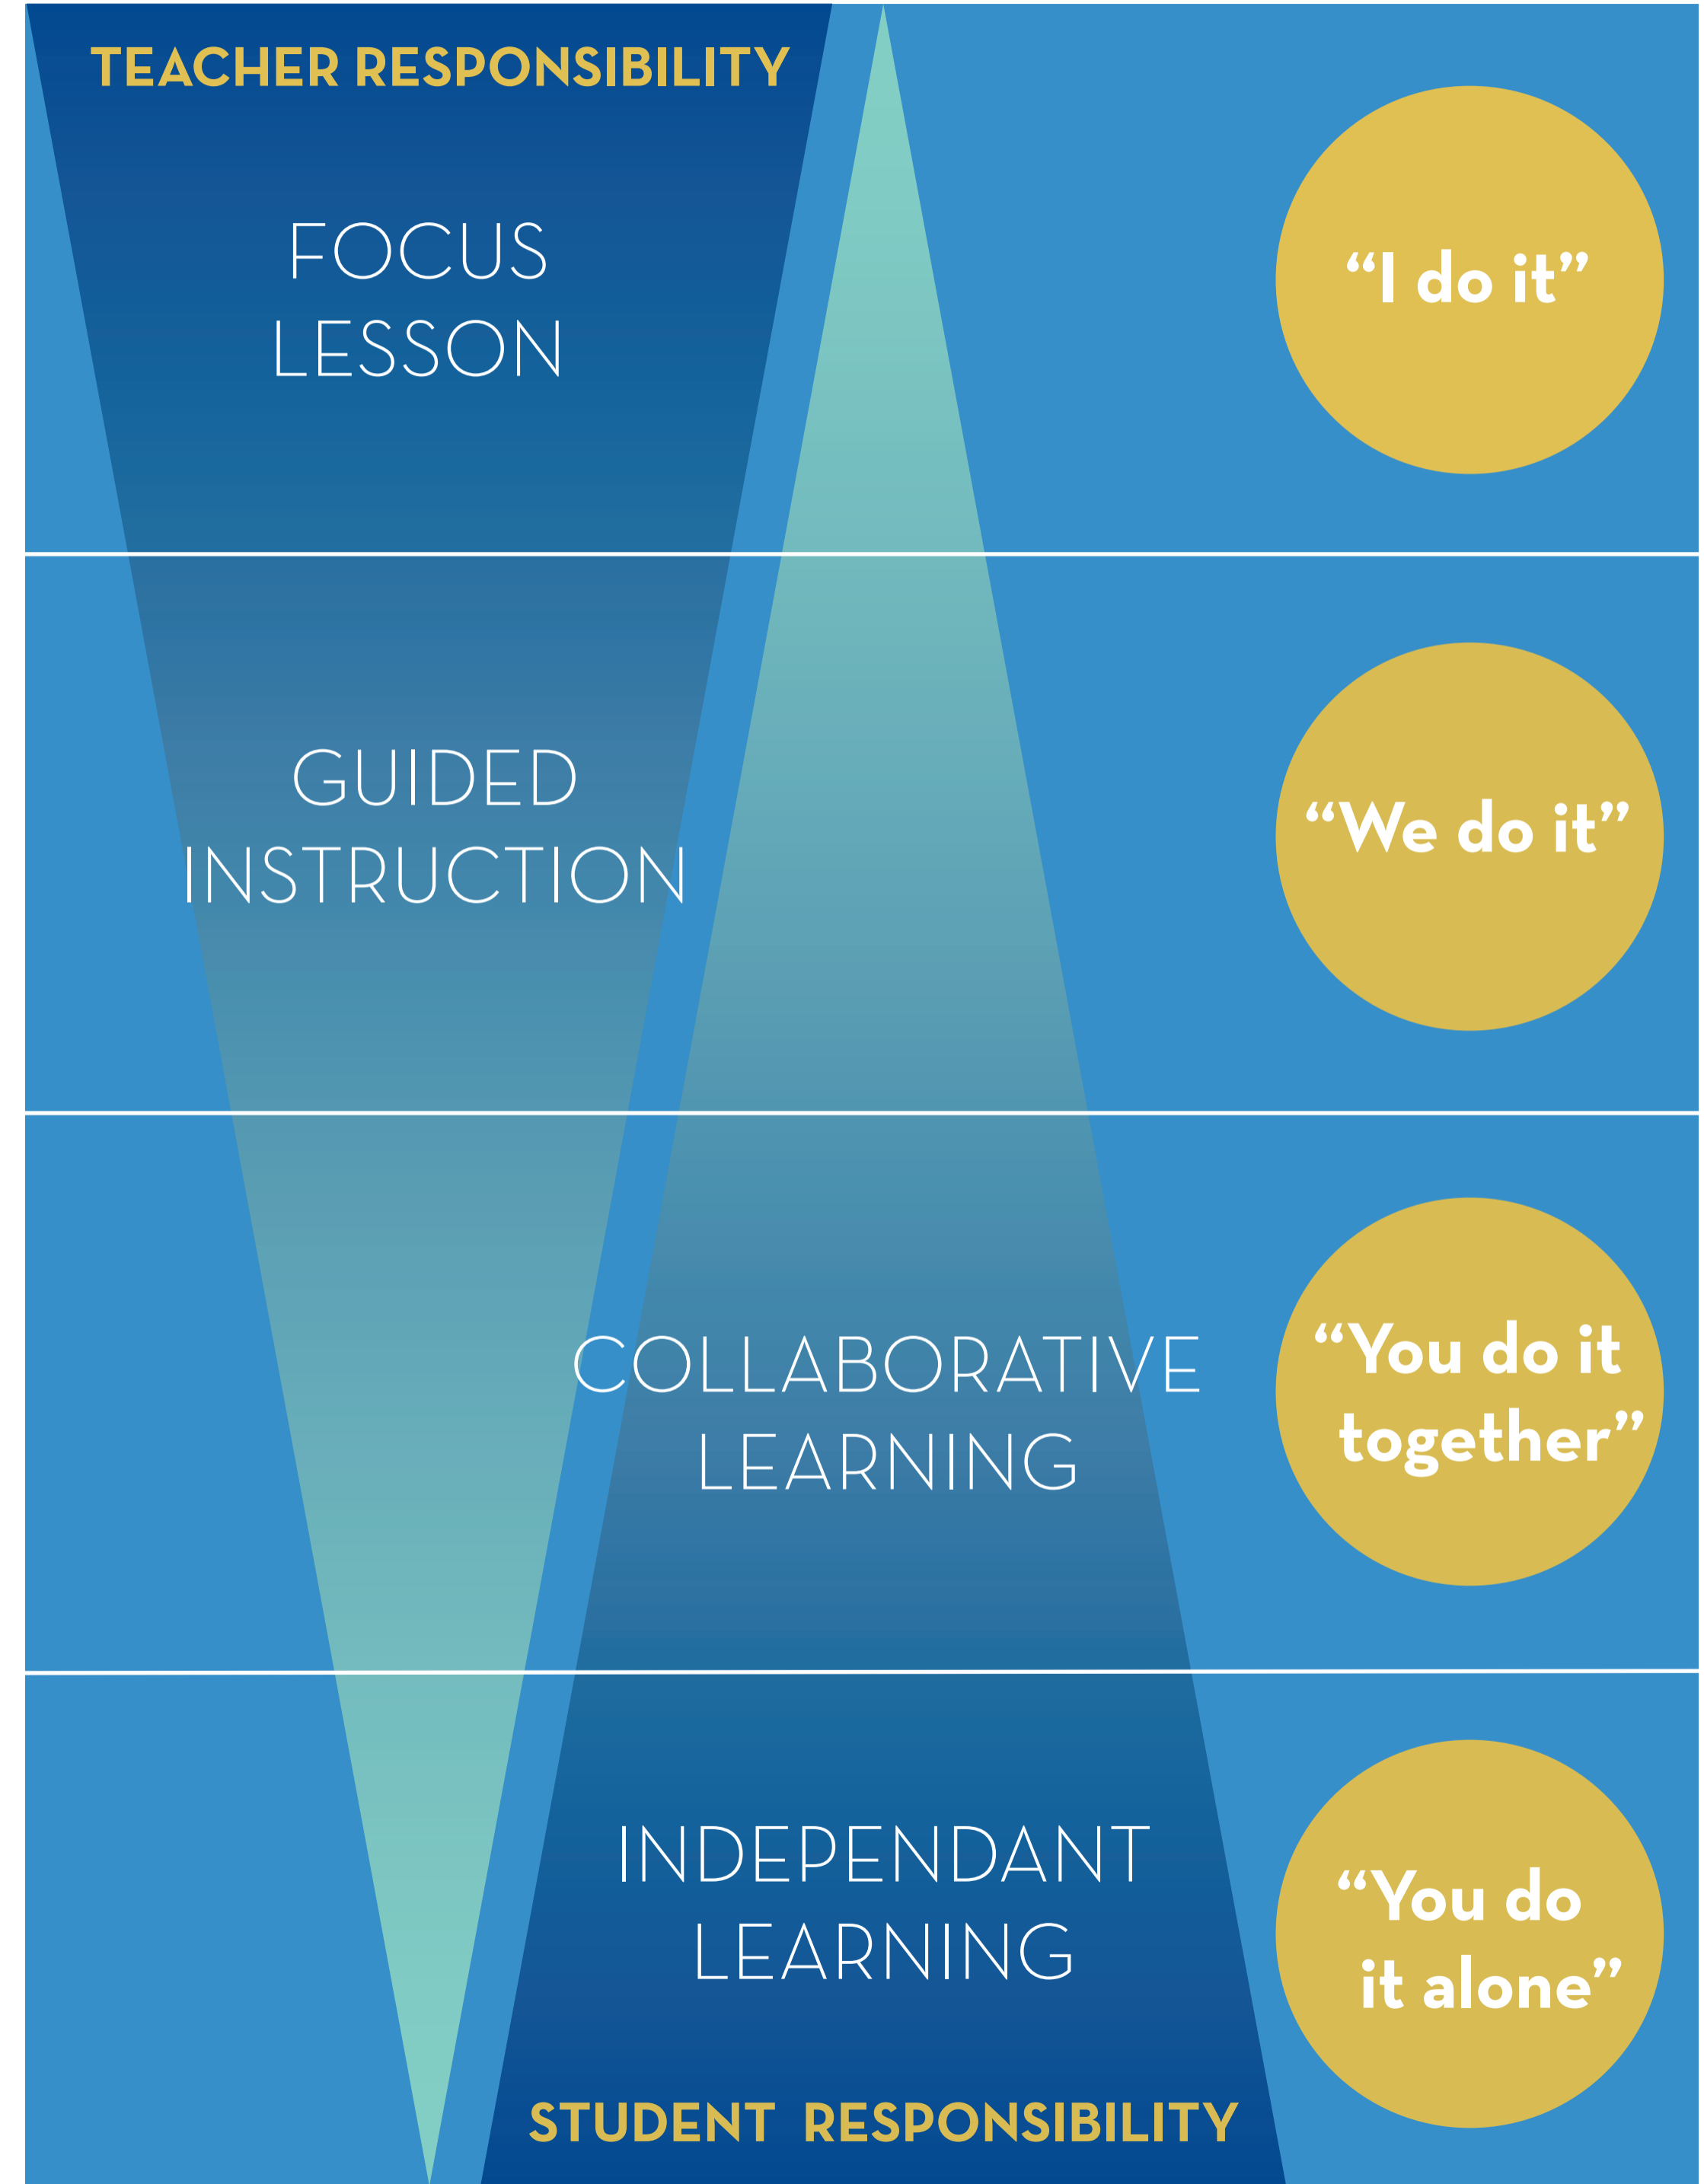 TEACHER RESPONSIBILITY
FOCUS
LESSON
“I do it”
GUIDED
INSTRUCTION
“We do it”
COLLABORATIVE
LEARNING
“You do it
together”
INDEPENDANT
LEARNING
“You do
it alone”
STUDENT RESPONSIBILITY